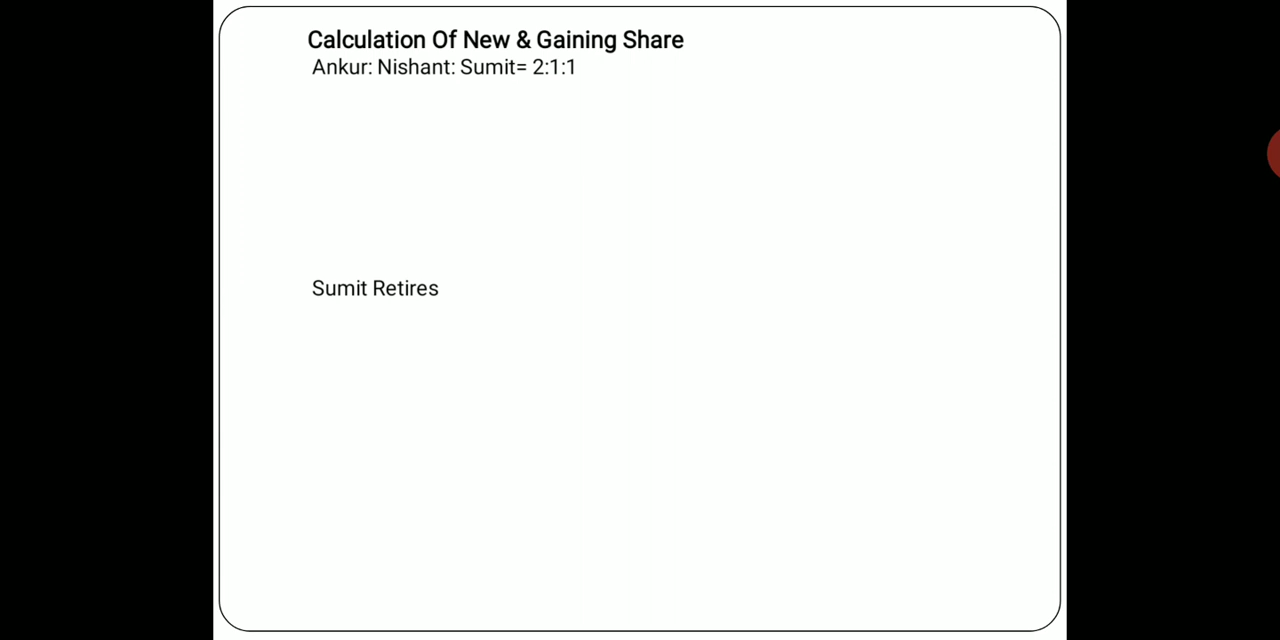 Calculation Of New & Gaining Share
Ankur: Nishant: Sumit= 2:1:1
Sumit Retires